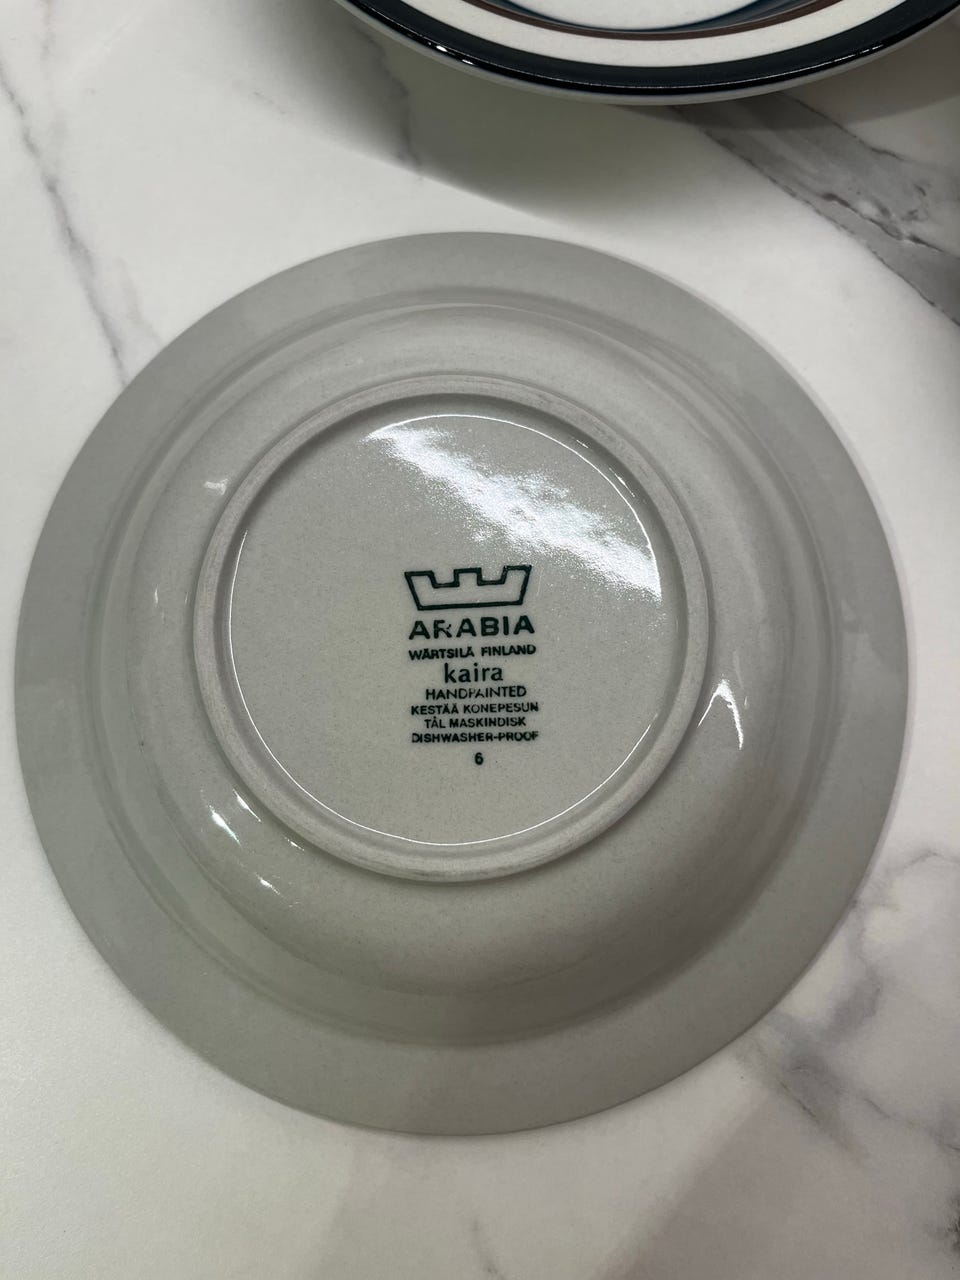 ARABIA
WÄRTSILÄ FINLAND
kaira
HANDPAINTED
KESTÄÄ KONEPESUN
TÅL MASKINDISK
DISHWASHER-PROOF
6